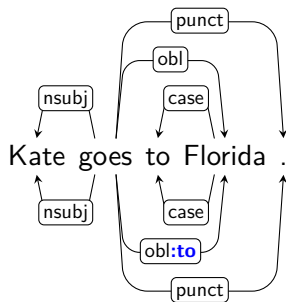 punct
obl
nsubj case
Kate goes to Florida .
nsubj case
obl:to
punct